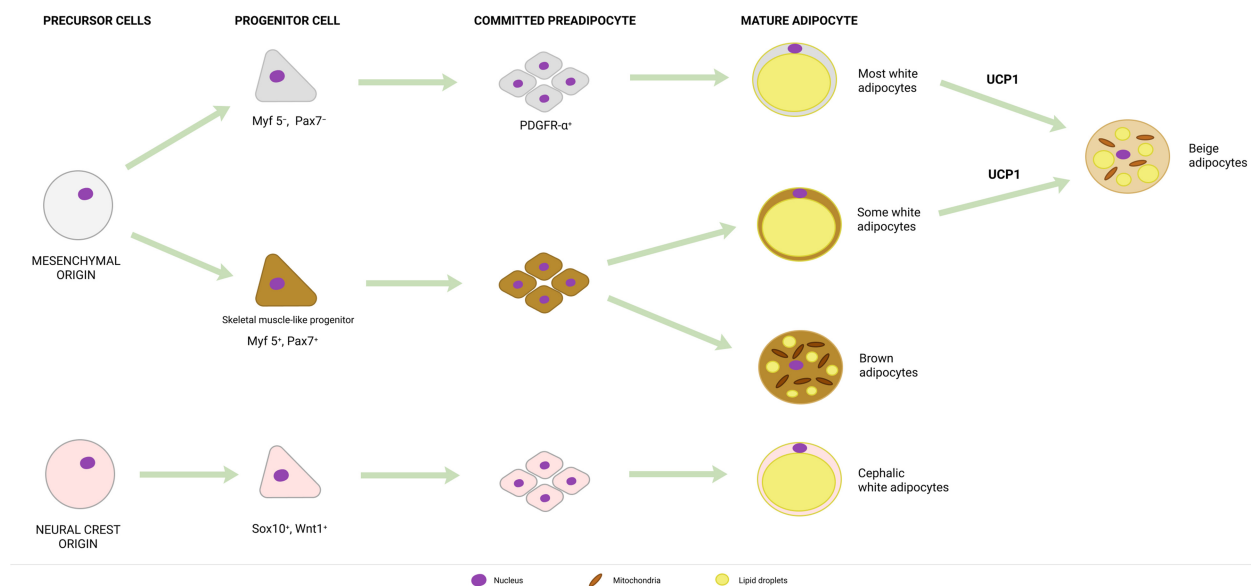 PRECURSOR CELLS
PROGENITOR CELL
COMMITTED PREADIPOCYTE
MATURE ADIPOCYTE
Myf 5⁻, Pax7⁻
PDGFR-α⁺
Most white
adipocytes
UCP1
Beige
adipocytes
MESENCHYMAL
ORIGIN
Skeletal muscle-like progenitor
Myf 5⁺, Pax7⁺
Some white
adipocytes
UCP1
Brown
adipocytes
NEURAL CREST
ORIGIN
Sox10⁺, Wnt1⁺
Cephalic
white adipocytes
Nucleus
Mitochondria
Lipid droplets